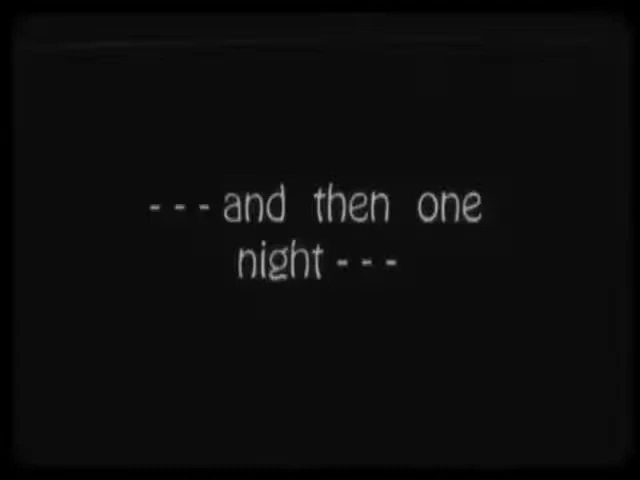 - - - and then one
night - - -